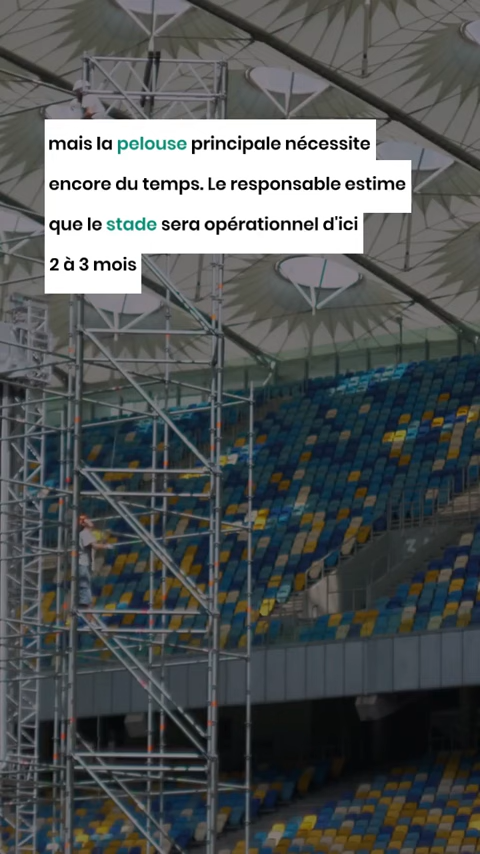 mais la pelouse principale nécessite
encore du temps. Le responsable estime
que le stade sera opérationnel d'ici
2 à 3 mois